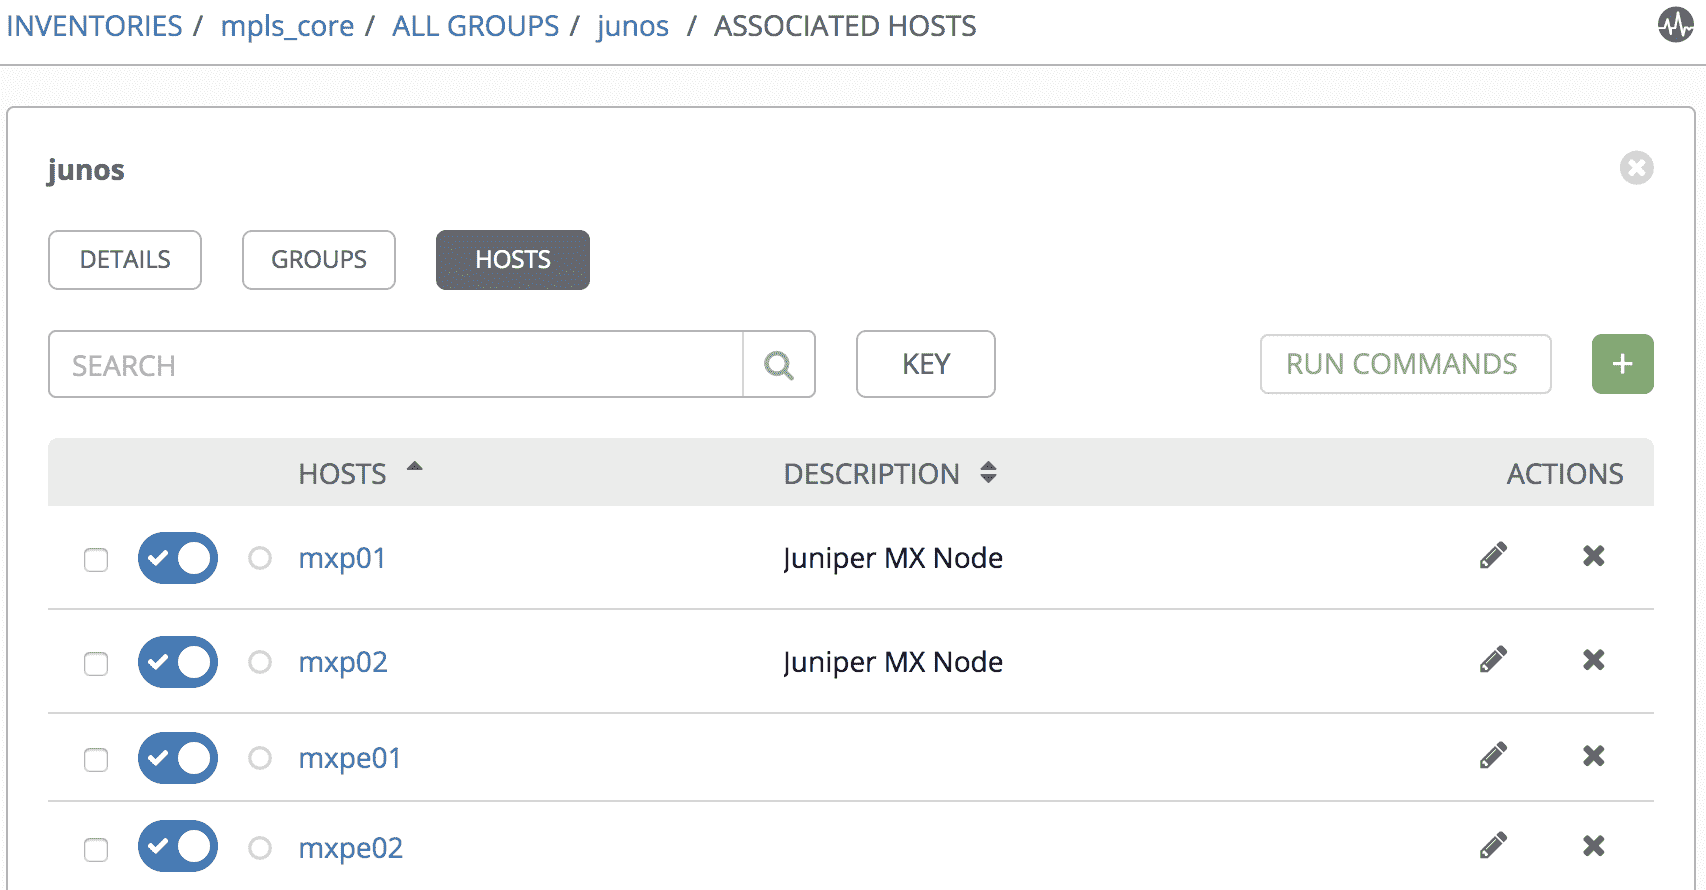 INVENTORIES / mpls_core / ALL GROUPS / junos / ASSOCIATED HOSTS
junos
DETAILS GROUPS HOSTS
SEARCH KEY RUN COMMANDS +
HOSTS DESCRIPTION ACTIONS
mxp01 Juniper MX Node
mxp02 Juniper MX Node
mxpe01
mxpe02